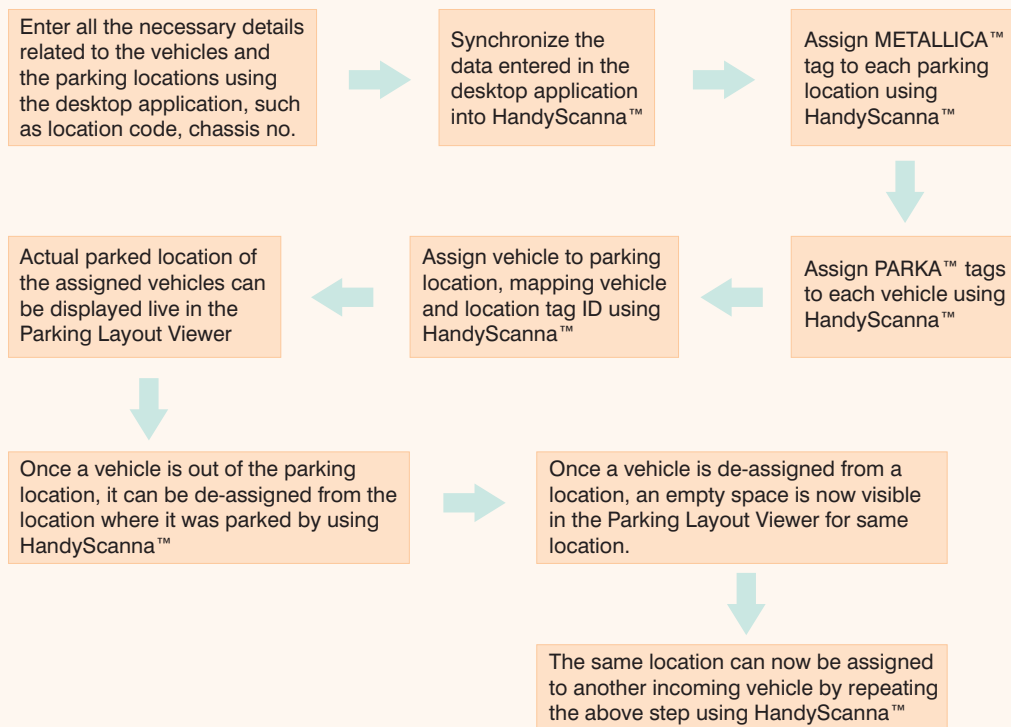 Enter all the necessary details
related to the vehicles and
the parking locations using
the desktop application, such
as location code, chassis no.
Synchronize the
data entered in the
desktop application
into HandyScanna™
Assign METALLICA™
tag to each parking
location using
HandyScanna™
Assign PARKA™ tags
to each vehicle using
HandyScanna™
Assign vehicle to parking
location, mapping vehicle
and location tag ID using
HandyScanna™
Actual parked location of
the assigned vehicles can
be displayed live in the
Parking Layout Viewer
Once a vehicle is out of the parking
location, it can be de-assigned from the
location where it was parked by using
HandyScanna™
Once a vehicle is de-assigned from a
location, an empty space is now visible
in the Parking Layout Viewer for same
location.
The same location can now be assigned
to another incoming vehicle by repeating
the above step using HandyScanna™